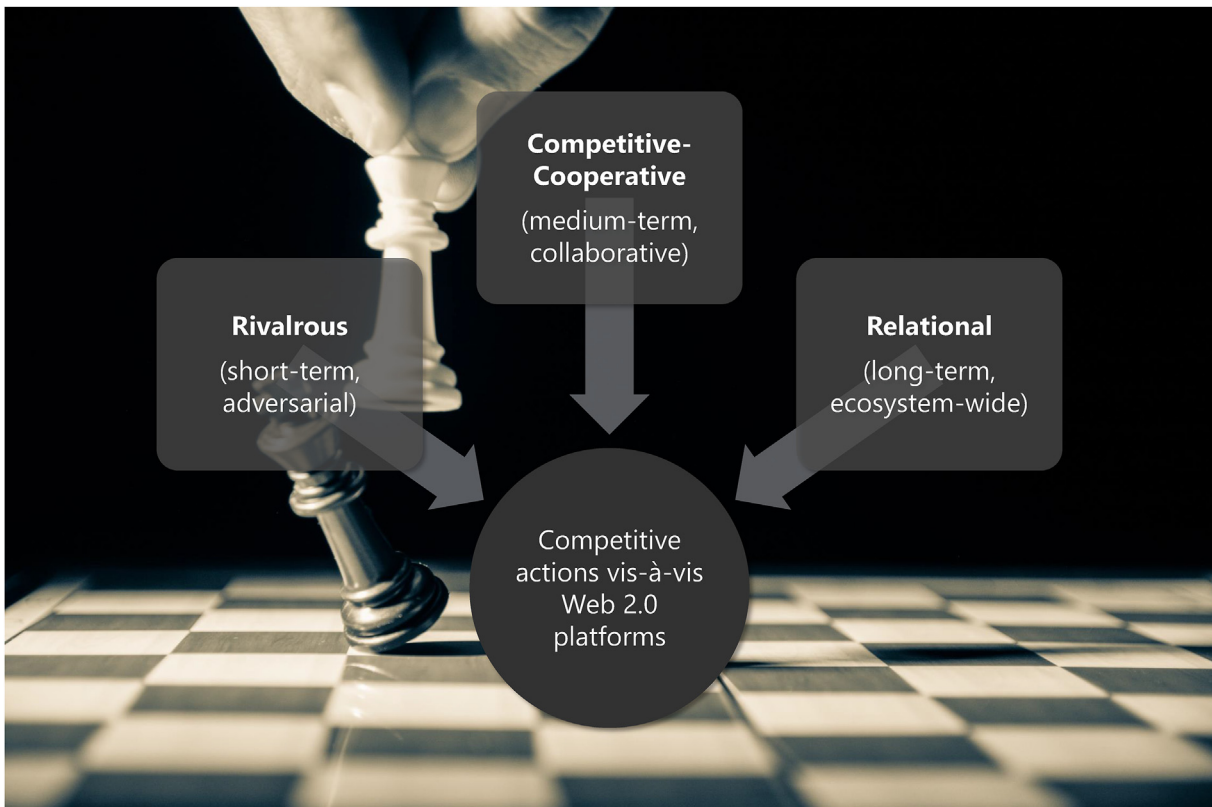 Competitive-
Cooperative
(medium-term,
collaborative)
Rivalrous
(short-term,
adversarial)
Relational
(long-term,
ecosystem-wide)
Competitive
actions vis-à-vis
Web 2.0
platforms